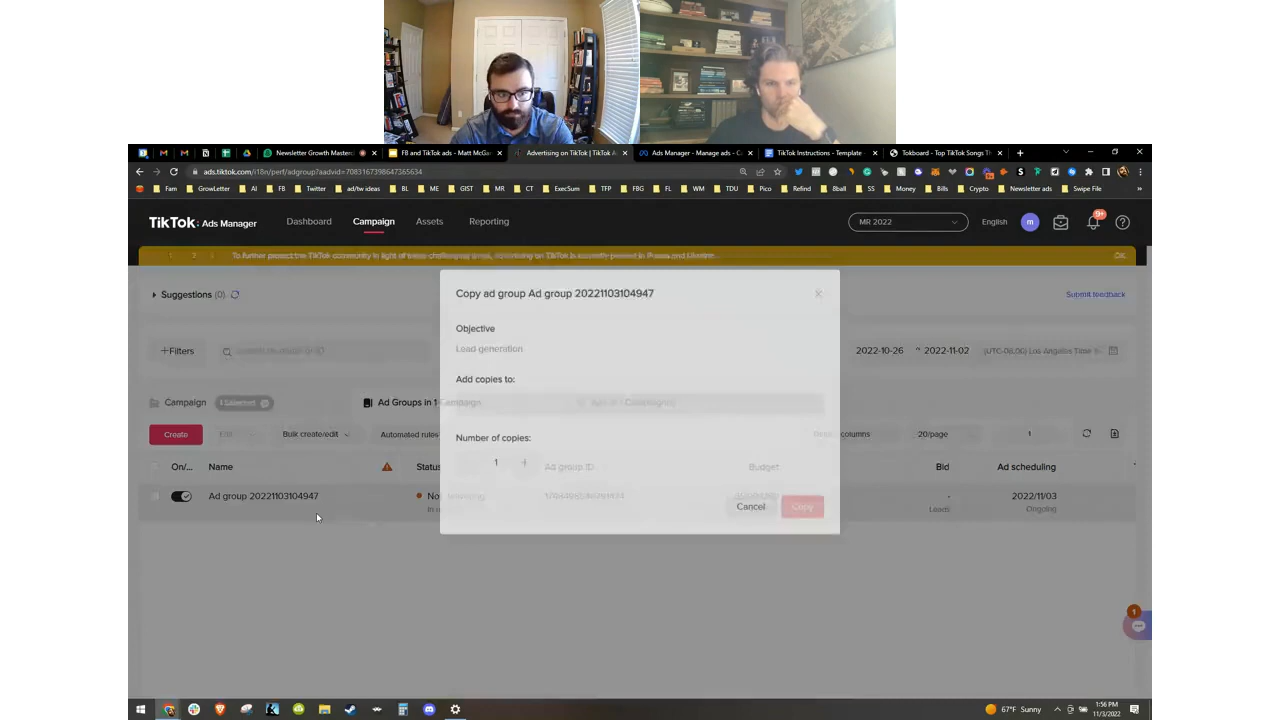 Newsletter Growth Master
FB and TikTok ads - Matt McGa
Advertising on TikTok | TikTok A
Ads Manager - Manage ads - C
TikTok Instructions - Template
Tokboard - Top TikTok Songs T
ads.tiktok.com/i18n/perf/adgroup?aadvid=7083167398647365634
Fam
GrowLetter
AI
FB
Twitter
ad/tw ideas
BL
ME
GIST
MR
CT
ExecSum
TFP
FBG
FL
WM
TDU
Pico
Refind
8ball
SS
Money
Bills
Crypto
Newsletter ads
Swipe File
TikTok: Ads Manager
Dashboard
Campaign
Assets
Reporting
MR 2022
English
m
9+
Suggestions (0)
Submit feedback
Copy ad group Ad group 20221103104947
Objective
Lead generation
Add copies to:
Number of copies:
1
Cancel
Copy
+Filters
2022-10-26 ~ 2022-11-02
Campaign
1 selected
Ad Groups in 1 Campaign
Create
Edit
Bulk create/edit
Automated rules
20/page
1
On/...
Name
Status
Ad group ID
Budget
Bid
Ad scheduling
Ad group 20221103104947
No
-
2022/11/03
Leads
Ongoing
1
67°F Sunny
1:56 PM
11/3/2022